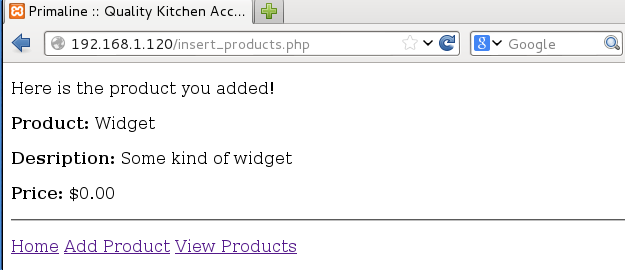 Primaline :: Quality Kitchen Acc...
192.168.1.120/insert_products.php
Google
Here is the product you added!
Product: Widget
Desription: Some kind of widget
Price: $0.00
Home Add Product View Products